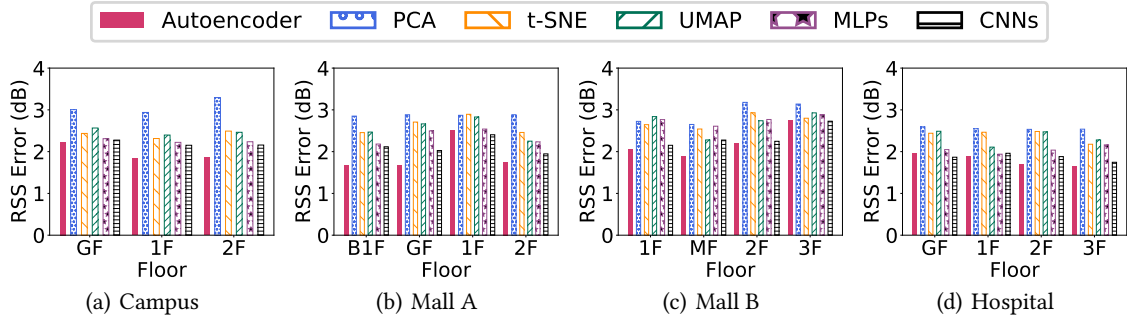 Autoencoder PCA t-SNE UMAP MLPs CNNs
RSS Error (dB)
4
3
2
1
0
GF 1F 2F
Floor
(a) Campus
RSS Error (dB)
4
3
2
1
0
B1F GF 1F 2F
Floor
(b) Mall A
RSS Error (dB)
4
3
2
1
0
1F MF 2F 3F
Floor
(c) Mall B
RSS Error (dB)
4
3
2
1
0
GF 1F 2F 3F
Floor
(d) Hospital